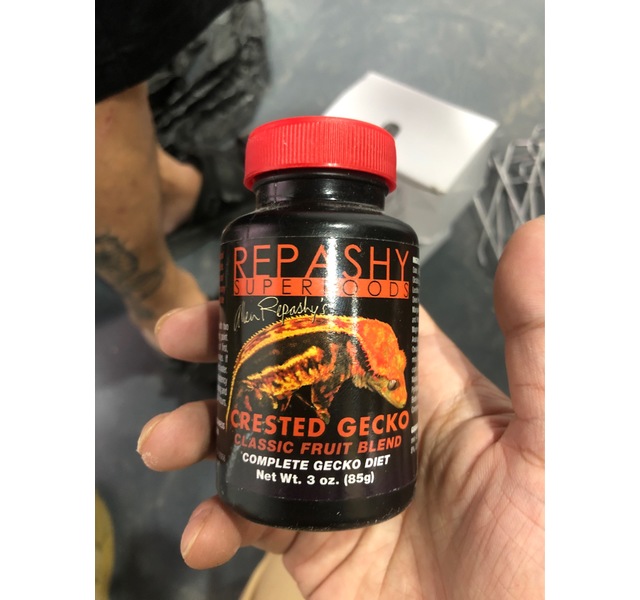 REPASHY
SUPERFOODS
Allen Repashy's
CRESTED GECKO
CLASSIC FRUIT BLEND
COMPLETE GECKO DIET
Net Wt. 3 oz. (85g)